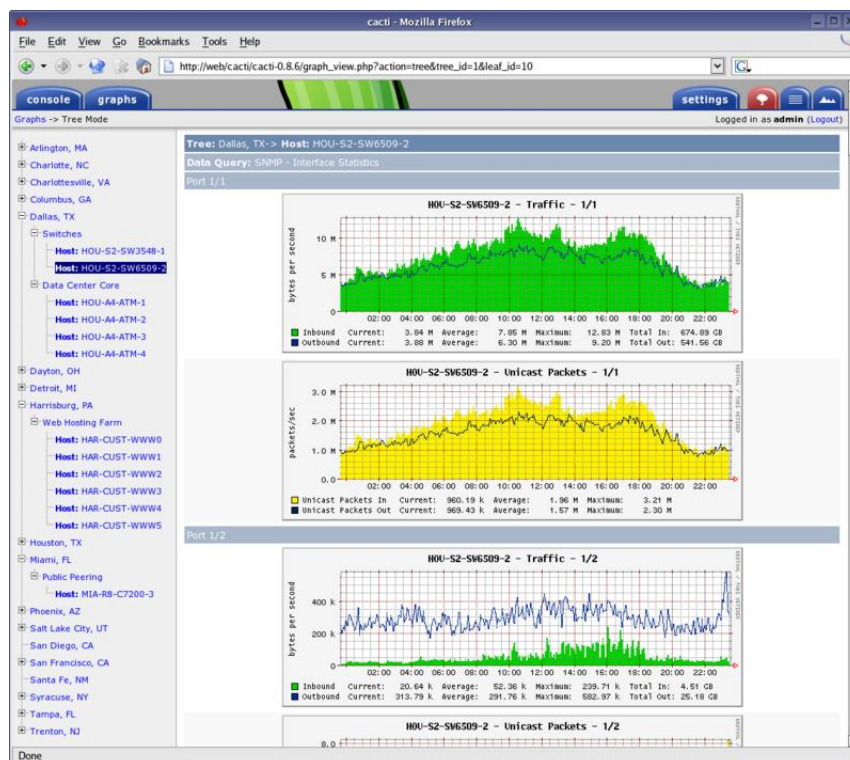 cacti - Mozilla Firefox
File Edit View Go Bookmarks Tools Help
http://web/cacti/cacti-0.8.6/graph_view.php?action=tree&tree_id=1&leaf_id=10
G
console graphs settings
Graphs -> Tree Mode Logged in as admin (Logout)
Arlington, MA
Charlotte, NC
Charlottesville, VA
Columbus, GA
Dallas, TX
Switches
Host: HOU-S2-SW3548-1
Host: HOU-S2-SW6509-2
Data Center Core
Host: HOU-A4-ATM-1
Host: HOU-A4-ATM-2
Host: HOU-A4-ATM-3
Host: HOU-A4-ATM-4
Dayton, OH
Detroit, MI
Harrisburg, PA
Web Hosting Farm
Host: HAR-CUST-WWW0
Host: HAR-CUST-WWW1
Host: HAR-CUST-WWW2
Host: HAR-CUST-WWW3
Host: HAR-CUST-WWW4
Host: HAR-CUST-WWW5
Houston, TX
Miami, FL
Public Peering
Host: MIA-R8-C7200-3
Phoenix, AZ
Salt Lake City, UT
San Diego, CA
San Francisco, CA
Santa Fe, NM
Syracuse, NY
Tampa, FL
Trenton, NJ
Tree: Dallas, TX-> Host: HOU-S2-SW6509-2
Data Query: SNMP - Interface Statistics
Port 1/1
HOU-S2-SW6509-2 - Traffic - 1/1
bytes per second
10 M
5 M
0
02:00 04:00 06:00 08:00 10:00 12:00 14:00 16:00 18:00 20:00 22:00
Inbound Current: 3.84 M Average: 7.85 M Maximum: 12.83 M Total In: 674.89 GB
Outbound Current: 3.88 M Average: 6.30 M Maximum: 9.20 M Total Out: 541.56 GB
HOU-S2-SW6509-2 - Unicast Packets - 1/1
packets/sec
3.0 M
2.0 M
1.0 M
0.0
02:00 04:00 06:00 08:00 10:00 12:00 14:00 16:00 18:00 20:00 22:00
Unicast Packets In Current: 960.19 k Average: 1.96 M Maximum: 3.21 M
Unicast Packets Out Current: 969.43 k Average: 1.57 M Maximum: 2.30 M
Port 1/2
HOU-S2-SW6509-2 - Traffic - 1/2
bytes per second
400 k
200 k
0
02:00 04:00 06:00 08:00 10:00 12:00 14:00 16:00 18:00 20:00 22:00
Inbound Current: 20.64 k Average: 52.36 k Maximum: 239.71 k Total In: 4.51 GB
Outbound Current: 313.79 k Average: 291.76 k Maximum: 582.97 k Total Out: 25.18 GB
HOU-S2-SW6509-2 - Unicast Packets - 1/2
8.0
Done